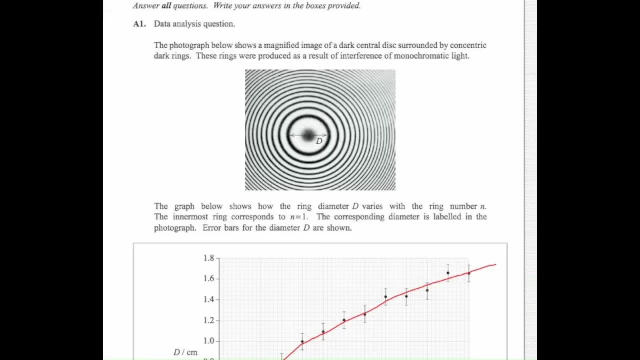 Answer all questions. Write your answers in the boxes provided.
A1. Data analysis question.
The photograph below shows a magnified image of a dark central disc surrounded by concentric
dark rings. These rings were produced as a result of interference of monochromatic light.
D
The graph below shows how the ring diameter D varies with the ring number n.
The innermost ring corresponds to n=1. The corresponding diameter is labelled in the
photograph. Error bars for the diameter D are shown.
1.8
1.6
1.4
1.2
1.0
D / cm